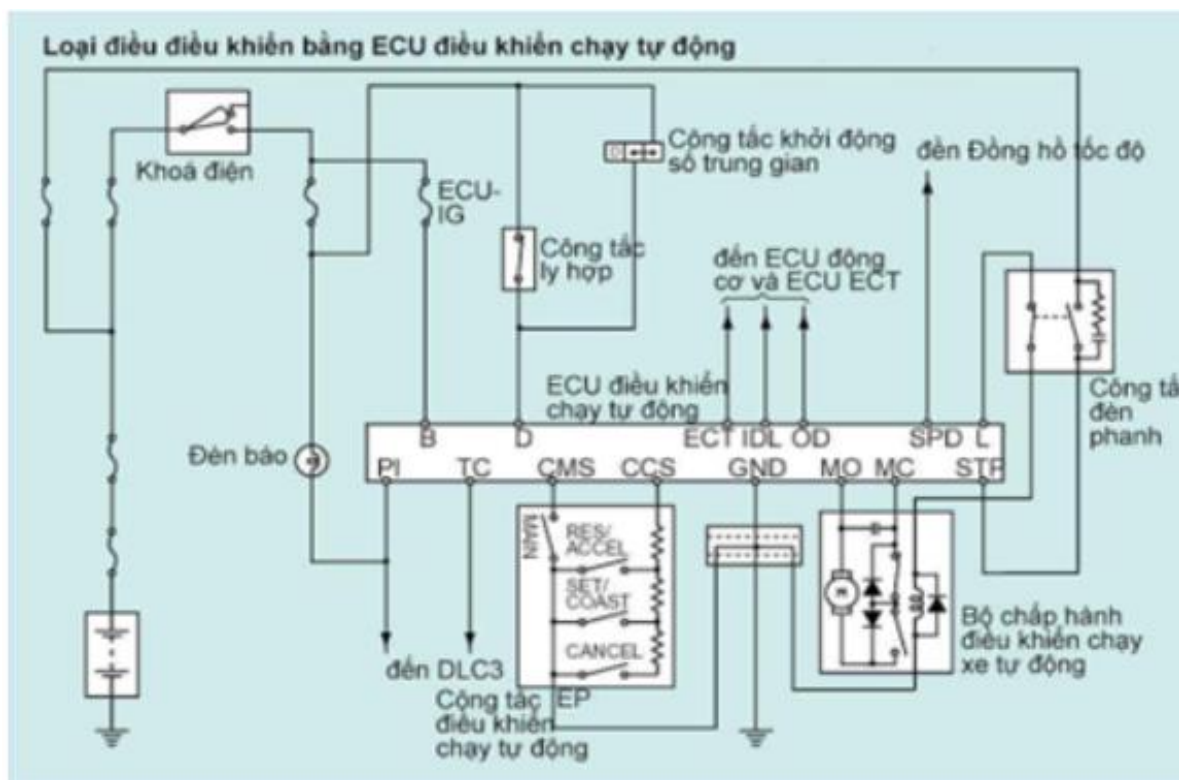 Loại điều điều khiển bằng ECU điều khiển chạy tự động
Khoá điện
ECU-
IG
Công tắc khởi động
số trung gian
đến Đồng hồ tốc độ
Công tắc
ly hợp
đến ECU động
cơ và ECU ECT
ECU điều khiển
chạy tự động
Công tắ
đèn
phanh
Đèn báo
B
D
ECT IDL OD
SPD L
PI
TC
CMS
CCS
GND
MO
MC
STP
MAIN
RES/
ACCEL
SET/
COAST
CANCEL
đến DLC3
EP
Công tắc
điều khiển
chạy tự động
Bộ chấp hành
điều khiển chạy
xe tự động